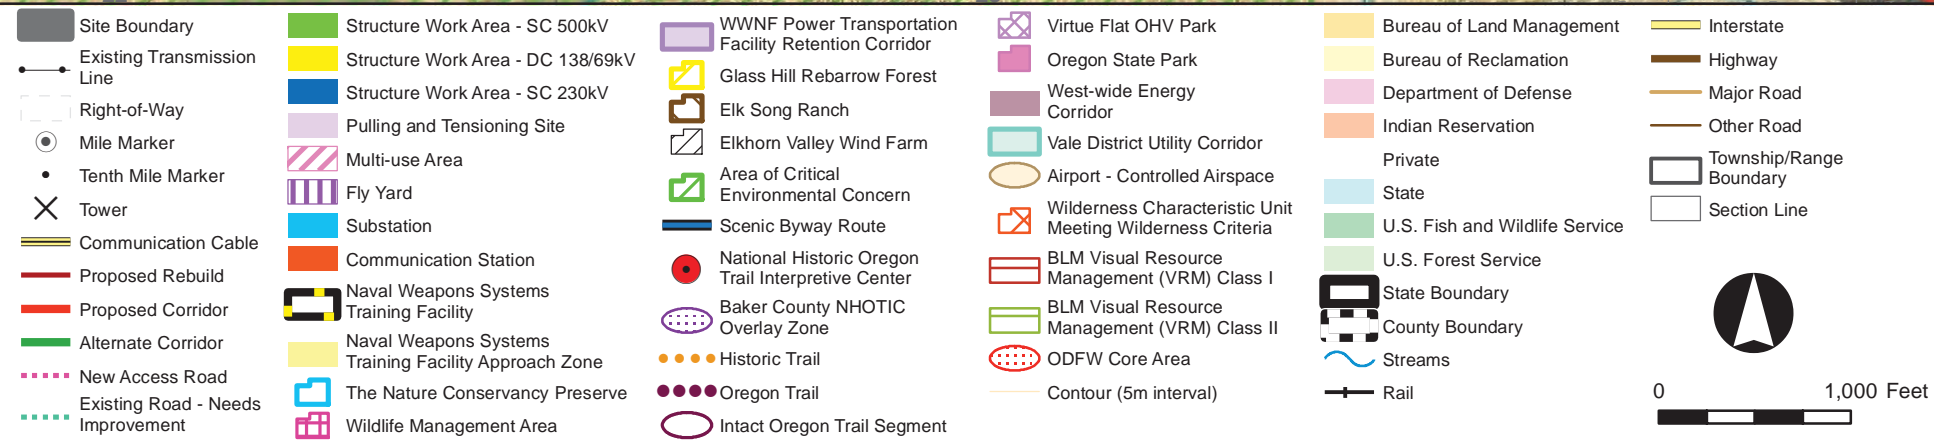 Site Boundary
Existing Transmission
Line
Right-of-Way
Mile Marker
Tenth Mile Marker
Tower
Communication Cable
Proposed Rebuild
Proposed Corridor
Alternate Corridor
New Access Road
Existing Road - Needs
Improvement
Structure Work Area - SC 500kV
Structure Work Area - DC 138/69kV
Structure Work Area - SC 230kV
Pulling and Tensioning Site
Multi-use Area
Fly Yard
Substation
Communication Station
Naval Weapons Systems
Training Facility
Naval Weapons Systems
Training Facility Approach Zone
The Nature Conservancy Preserve
Wildlife Management Area
WWNF Power Transportation
Facility Retention Corridor
Glass Hill Rebarrow Forest
Elk Song Ranch
Elkhorn Valley Wind Farm
Area of Critical
Environmental Concern
Scenic Byway Route
National Historic Oregon
Trail Interpretive Center
Baker County NHOTIC
Overlay Zone
Historic Trail
Oregon Trail
Intact Oregon Trail Segment
Virtue Flat OHV Park
Oregon State Park
West-wide Energy
Corridor
Vale District Utility Corridor
Airport - Controlled Airspace
Wilderness Characteristic Unit
Meeting Wilderness Criteria
BLM Visual Resource
Management (VRM) Class I
BLM Visual Resource
Management (VRM) Class II
ODFW Core Area
Contour (5m interval)
Bureau of Land Management
Bureau of Reclamation
Department of Defense
Indian Reservation
Private
State
U.S. Fish and Wildlife Service
U.S. Forest Service
State Boundary
County Boundary
Streams
Rail
Interstate
Highway
Major Road
Other Road
Township/Range
Boundary
Section Line
0 1,000 Feet